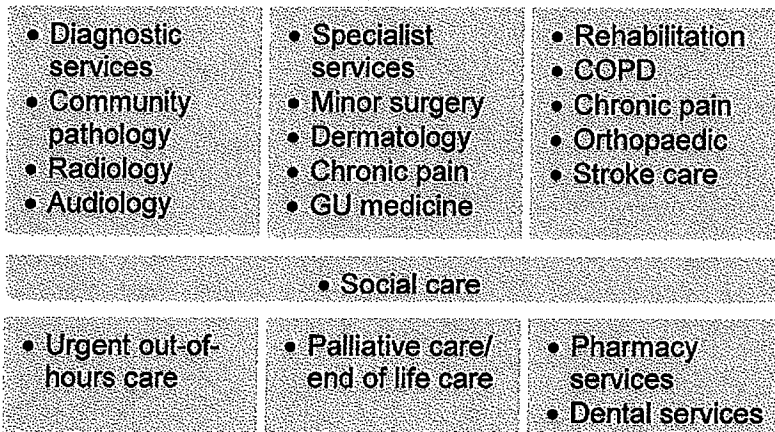 • Diagnostic
services
• Community
pathology
• Radiology
• Audiology
• Specialist
services
• Minor surgery
• Dermatology
• Chronic pain
• GU medicine
• Rehabilitation
• COPD
• Chronic pain
• Orthopaedic
• Stroke care
• Social care
• Urgent out-of-
hours care
• Palliative care/
end of life care
• Pharmacy
services
• Dental services